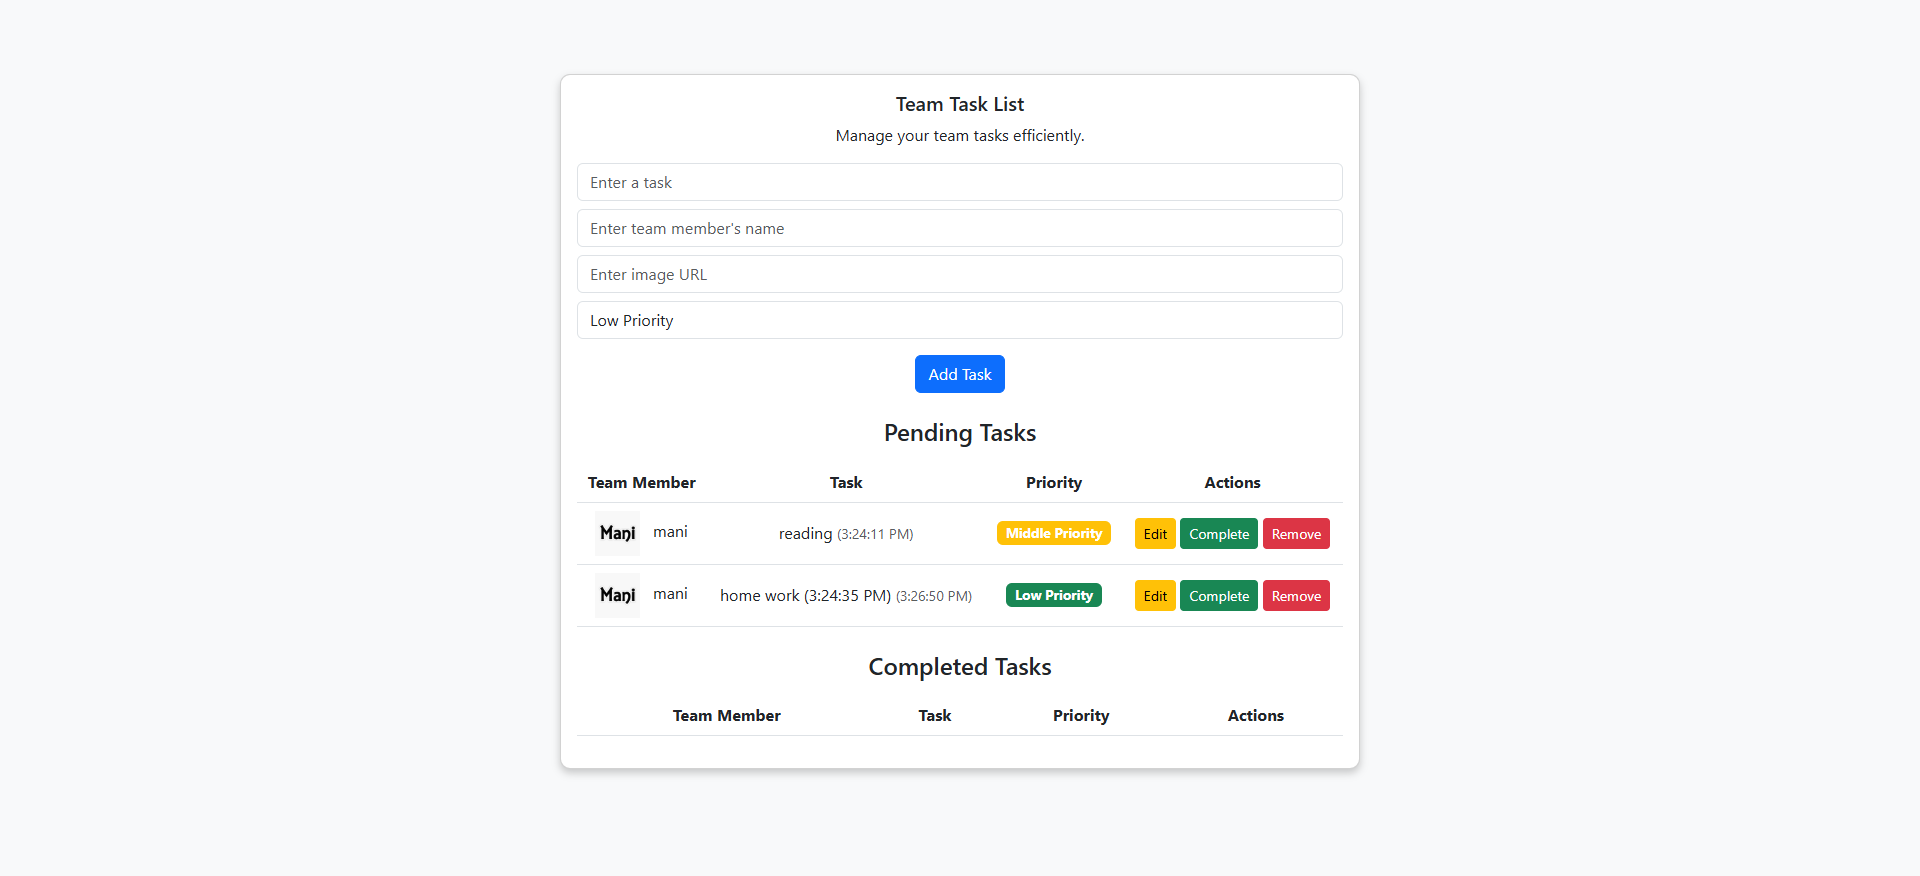 Team Task List
Manage your team tasks efficiently.
Enter a task
Enter team member's name
Enter image URL
Low Priority
Add Task
Pending Tasks
Team Member Task Priority Actions
Mani mani reading (3:24:11 PM) Middle Priority Edit Complete Remove
Mani mani home work (3:24:35 PM) (3:26:50 PM) Low Priority Edit Complete Remove
Completed Tasks
Team Member Task Priority Actions